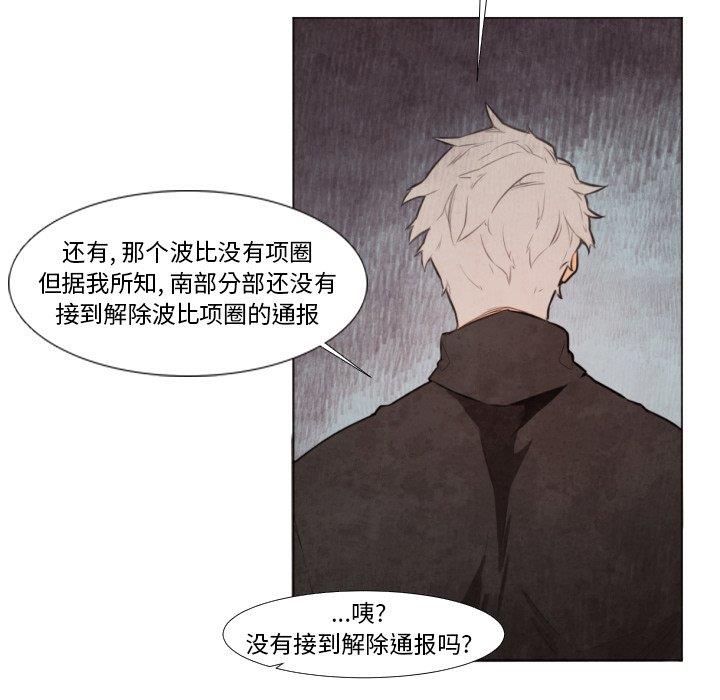 还有, 那个波比没有项圈
但据我所知, 南部分部还没有
接到解除波比项圈的通报
...咦?
没有接到解除通报吗?